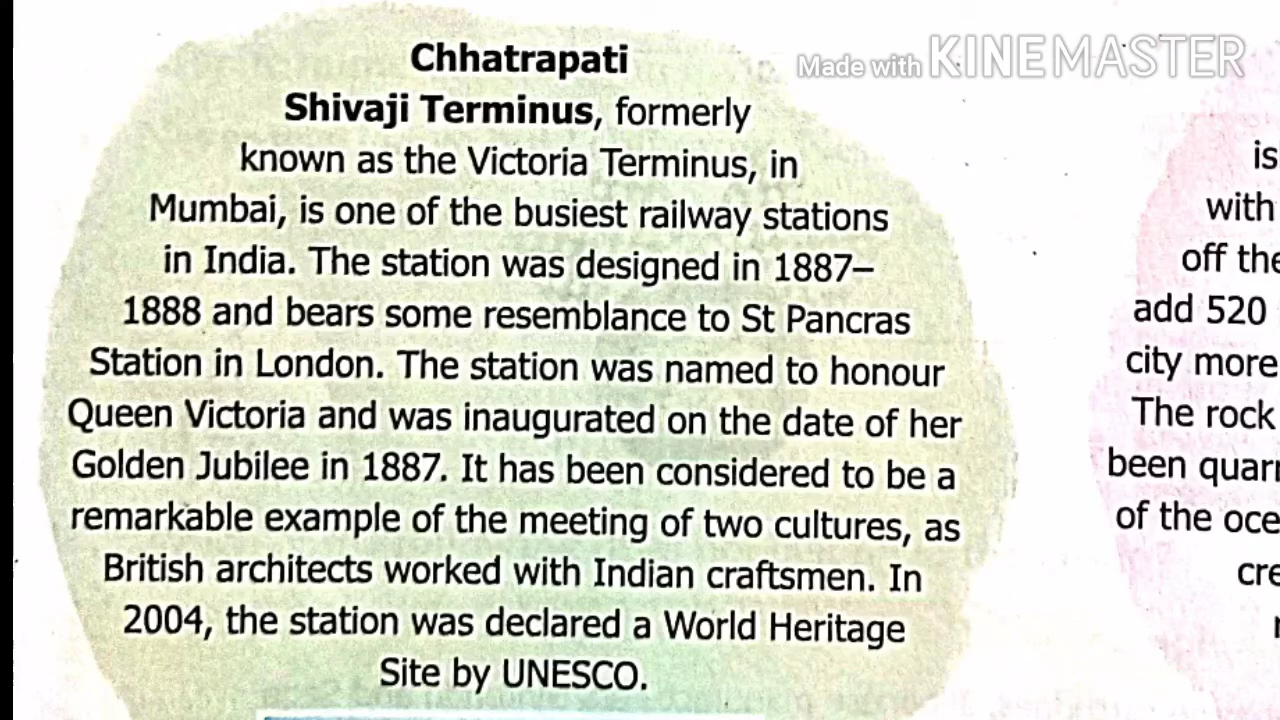 Made with KINEMASTER
Chhatrapati
Shivaji Terminus, formerly
known as the Victoria Terminus, in
Mumbai, is one of the busiest railway stations
in India. The station was designed in 1887–
1888 and bears some resemblance to St Pancras
Station in London. The station was named to honour
Queen Victoria and was inaugurated on the date of her
Golden Jubilee in 1887. It has been considered to be a
remarkable example of the meeting of two cultures, as
British architects worked with Indian craftsmen. In
2004, the station was declared a World Heritage
Site by UNESCO.
is
with
off the
add 520
city more
The rock
been quarr
of the oce
cre